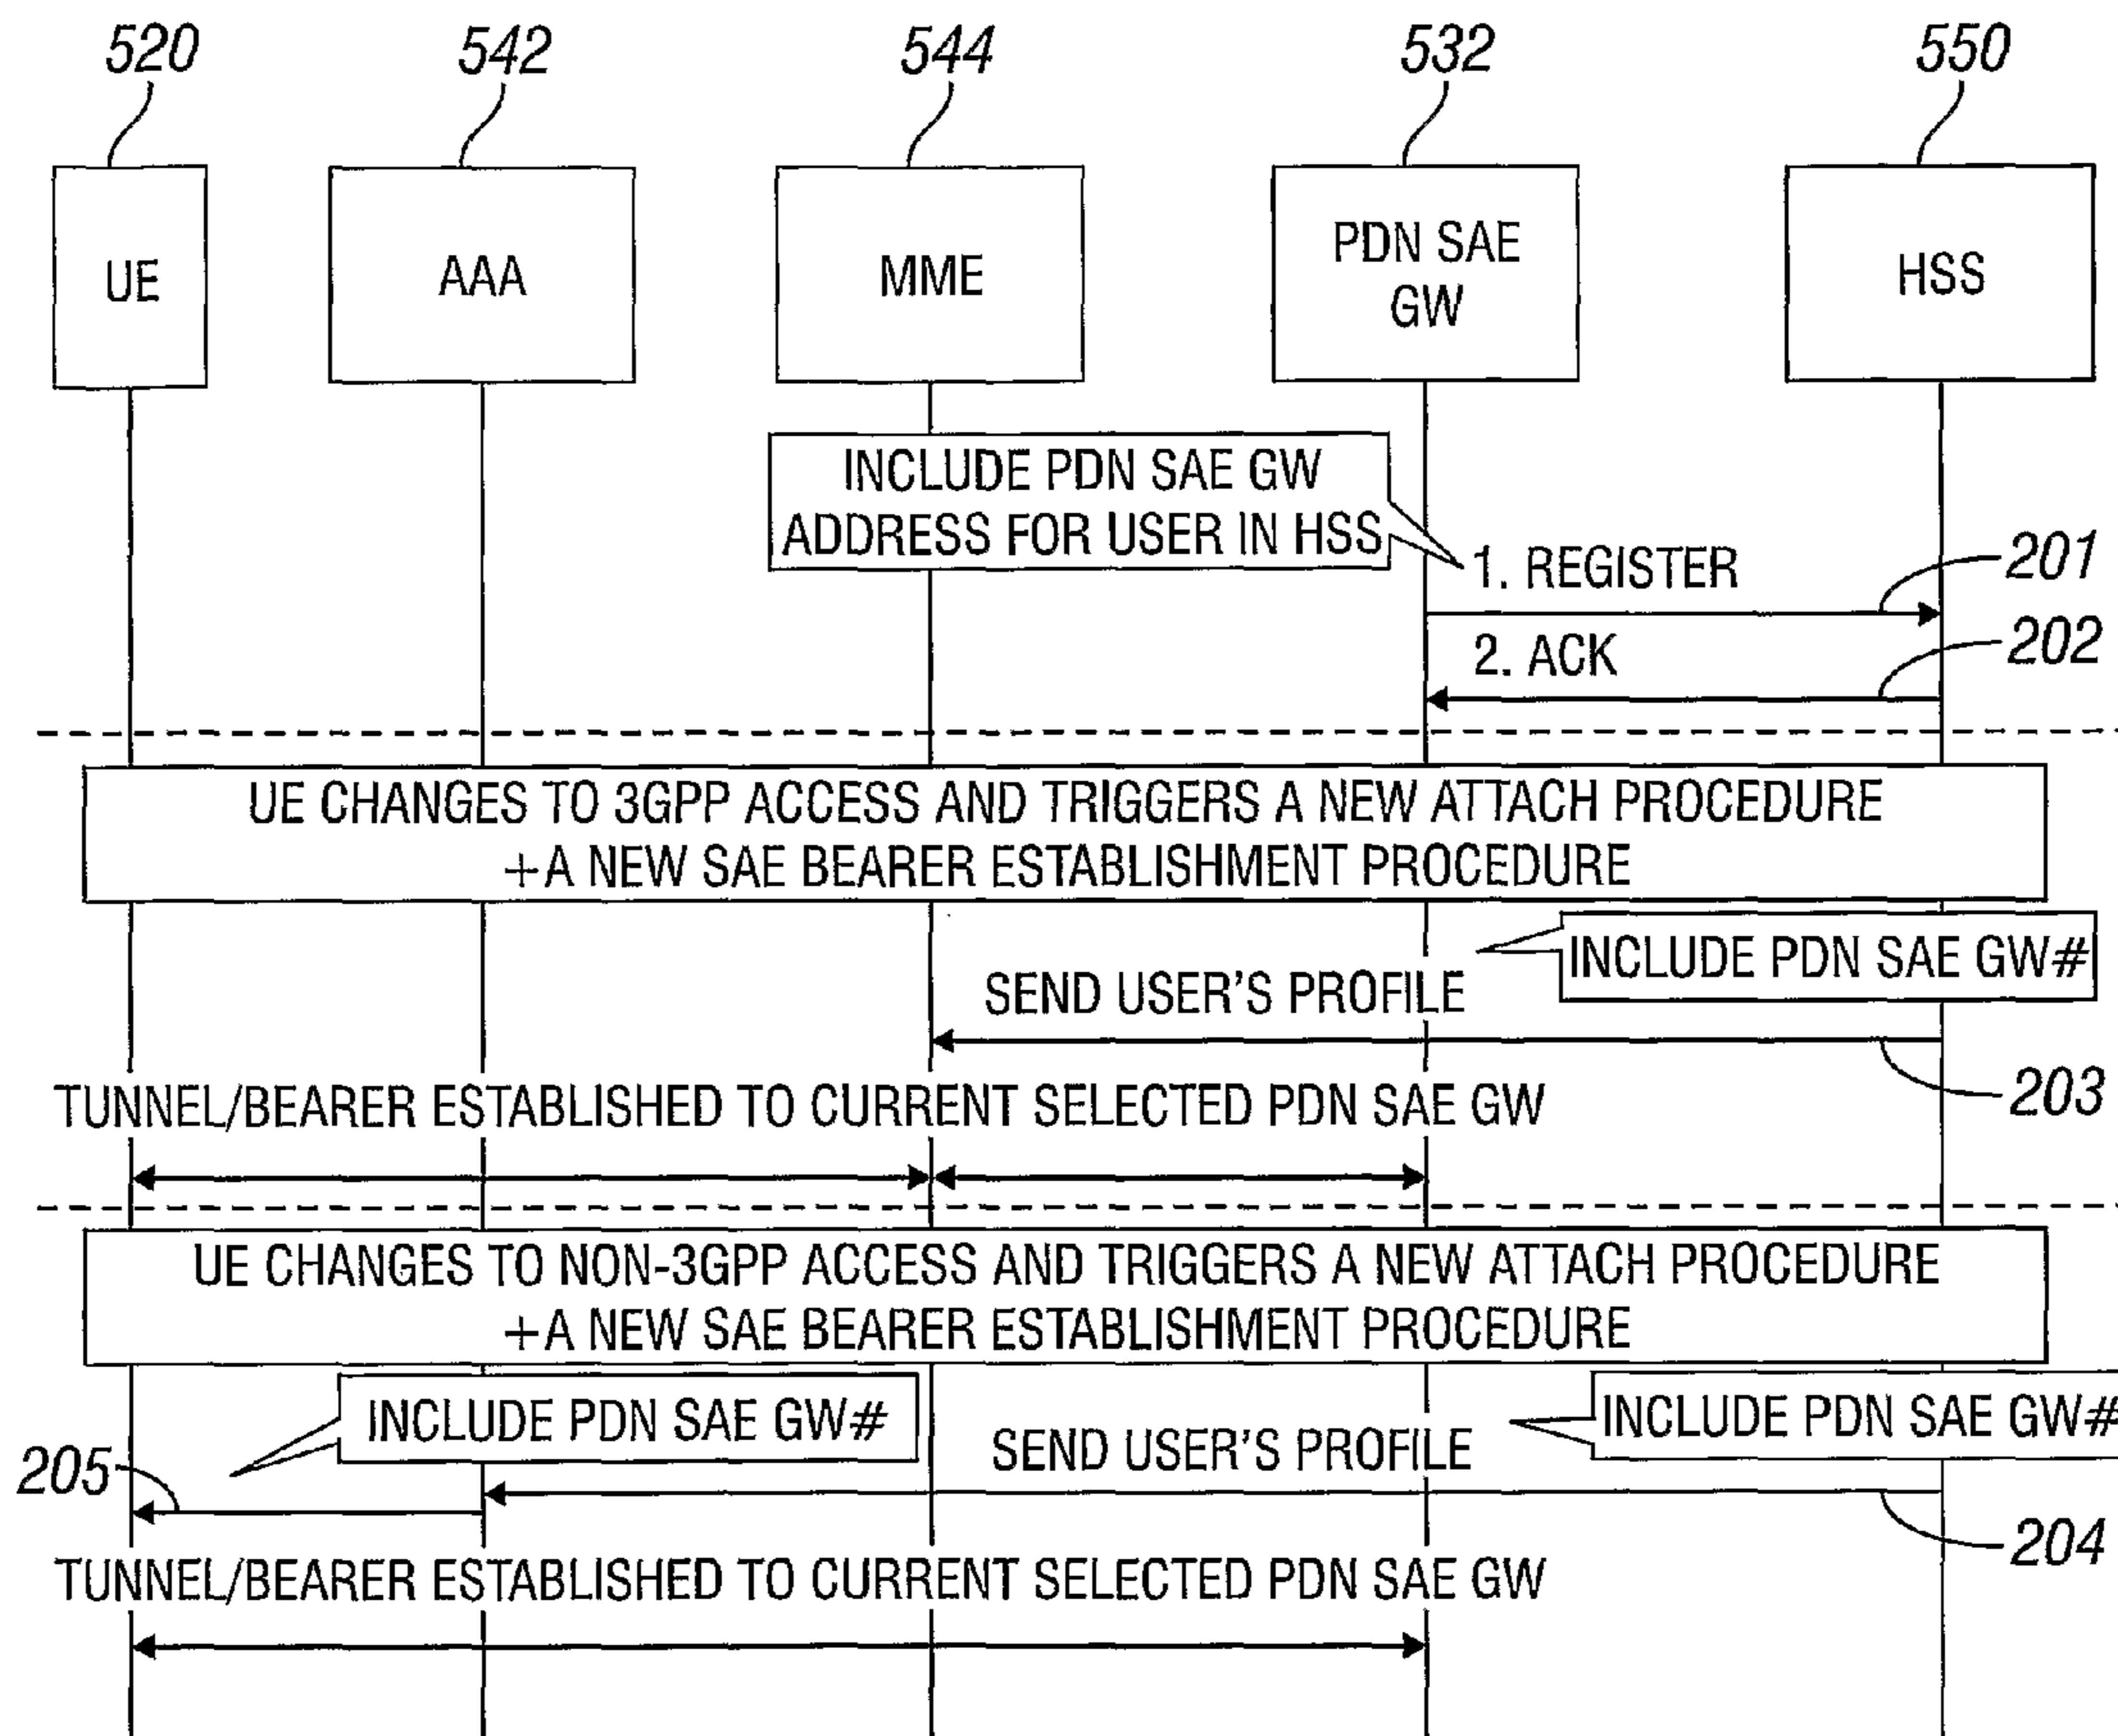 520
542
544
532
550
UE
AAA
MME
PDN SAE
GW
HSS
INCLUDE PDN SAE GW
ADDRESS FOR USER IN HSS
1. REGISTER
201
2. ACK
202
UE CHANGES TO 3GPP ACCESS AND TRIGGERS A NEW ATTACH PROCEDURE
+A NEW SAE BEARER ESTABLISHMENT PROCEDURE
INCLUDE PDN SAE GW#
SEND USER'S PROFILE
203
TUNNEL/BEARER ESTABLISHED TO CURRENT SELECTED PDN SAE GW
UE CHANGES TO NON-3GPP ACCESS AND TRIGGERS A NEW ATTACH PROCEDURE
+A NEW SAE BEARER ESTABLISHMENT PROCEDURE
INCLUDE PDN SAE GW#
INCLUDE PDN SAE GW#
SEND USER'S PROFILE
205
204
TUNNEL/BEARER ESTABLISHED TO CURRENT SELECTED PDN SAE GW